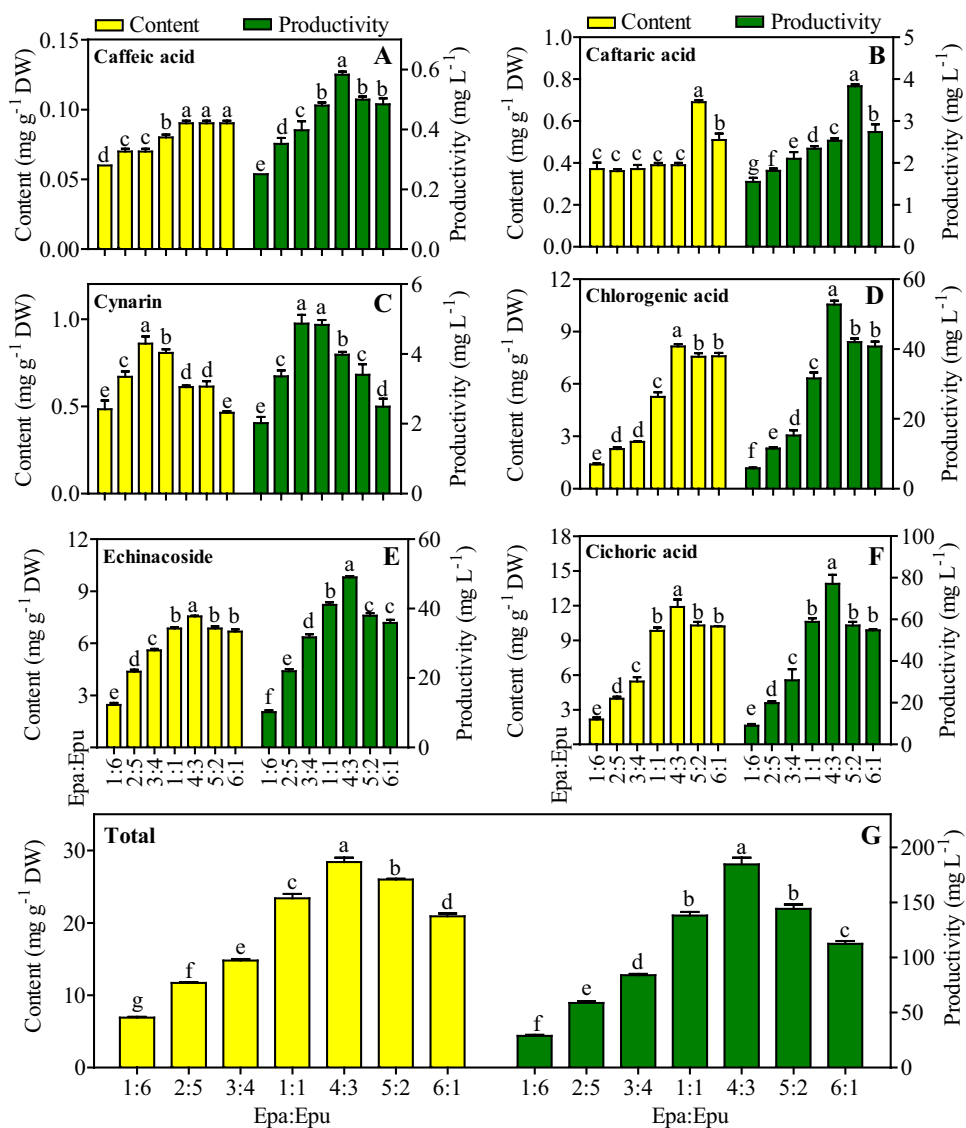 Content Productivity
Caffeic acid A
Content (mg g-1 DW)
0.15
0.10
0.05
0.00
d c c b a a a
e d c b a b b
0.6
0.4
0.2
0.0
Productivity (mg L-1)
Content Productivity
Caftaric acid B
Content (mg g-1 DW)
1.0
0.8
0.6
0.4
0.2
0.0
c c c c c a b
g f e d c a b
5
4
3
2
1
0
Productivity (mg L-1)
Cynarin C
Content (mg g-1 DW)
1.0
0.5
0.0
e c a b d d e
d c a a b c d
6
4
2
0
Productivity (mg L-1)
Chlorogenic acid D
Content (mg g-1 DW)
12
9
6
3
0
e d d c a b b
f e d c a b b
60
40
20
0
Productivity (mg L-1)
Echinacoside E
Content (mg g-1 DW)
12
9
6
3
e d c b a b b
f e d b a c c
60
40
20
0
Productivity (mg L-1)
Epa:Epu
1:6 2:5 3:4 1:1 4:3 5:2 6:1
1:6 2:5 3:4 1:1 4:3 5:2 6:1
Cichoric acid F
Content (mg g-1 DW)
18
15
12
9
6
3
e d c b a b b
e d c b a b b
100
80
60
40
20
0
Productivity (mg L-1)
Epa:Epu
1:6 2:5 3:4 1:1 4:3 5:2 6:1
1:6 2:5 3:4 1:1 4:3 5:2 6:1
Total G
Content (mg g-1 DW)
30
20
10
0
g f e c a b d
f e d b a b c
200
150
100
50
0
Productivity (mg L-1)
1:6 2:5 3:4 1:1 4:3 5:2 6:1
1:6 2:5 3:4 1:1 4:3 5:2 6:1
Epa:Epu Epa:Epu